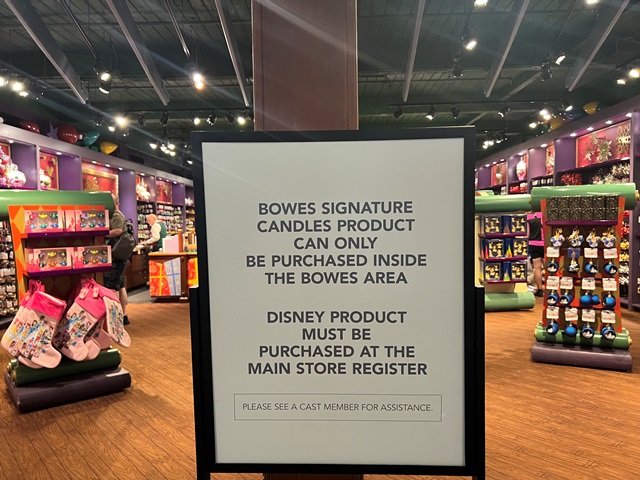 BOWES SIGNATURE
CANDLES PRODUCT
CAN ONLY
BE PURCHASED INSIDE
THE BOWES AREA
DISNEY PRODUCT
MUST BE
PURCHASED AT THE
MAIN STORE REGISTER
PLEASE SEE A CAST MEMBER FOR ASSISTANCE.